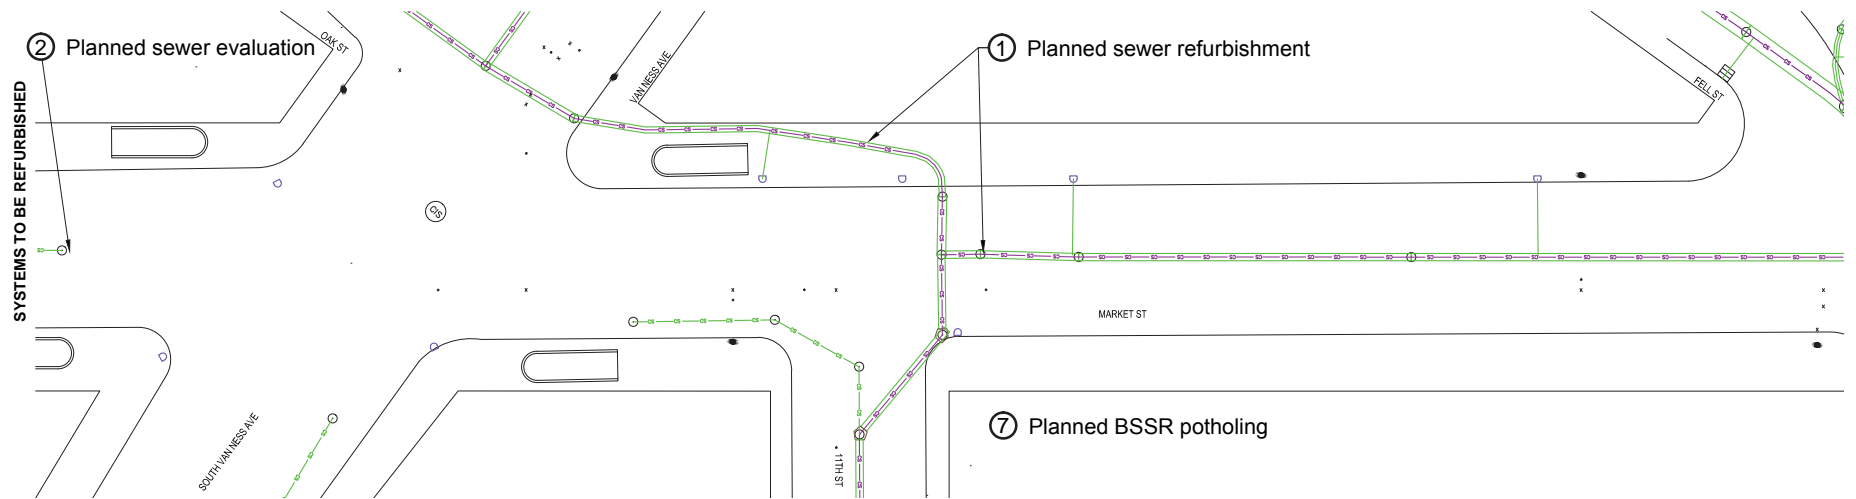 ② Planned sewer evaluation
OAK ST
VAN NESS AVE
① Planned sewer refurbishment
FELL ST
SYSTEMS TO BE REFURBISHED
C/S
MARKET ST
SOUTH VAN NESS AVE
11TH ST
⑦ Planned BSSR potholing